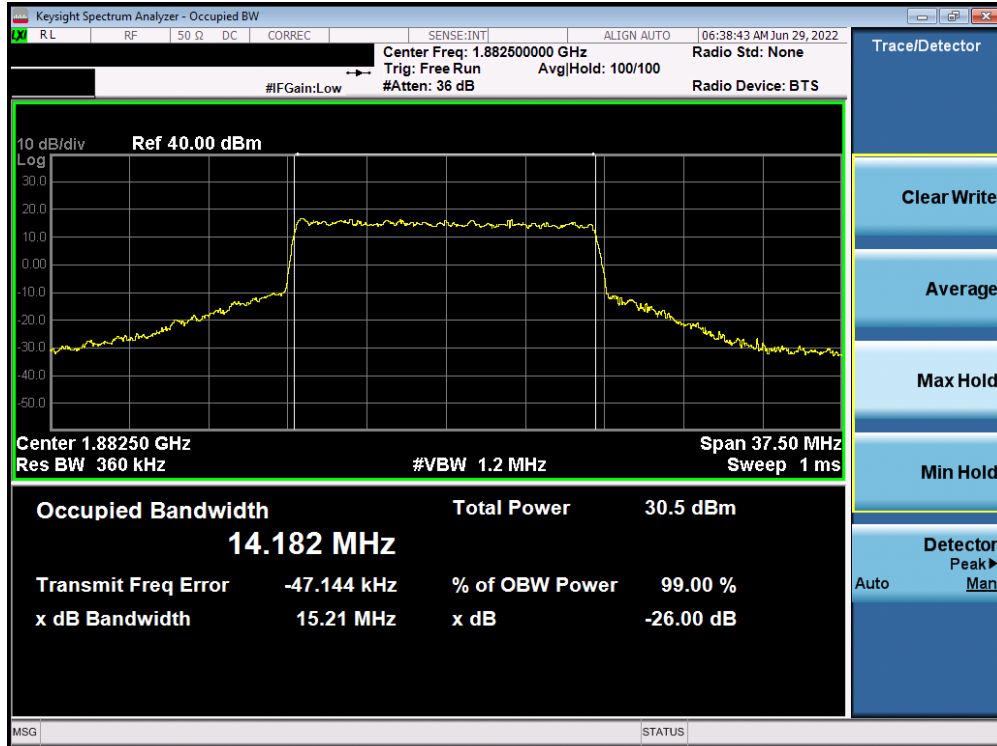 Keysight Spectrum Analyzer - Occupied BW
LXI RL RF 50 Ω DC CORREC SENSE:INT ALIGN AUTO 06:38:43 AM Jun 29, 2022
Center Freq: 1.882500000 GHz Radio Std: None
Trig: Free Run Avg|Hold: 100/100
#IFGain:Low #Atten: 36 dB Radio Device: BTS
10 dB/div Ref 40.00 dBm
Log
30.0
20.0
10.0
0.00
-10.0
-20.0
-30.0
-40.0
-50.0
Center 1.88250 GHz Span 37.50 MHz
Res BW 360 kHz #VBW 1.2 MHz Sweep 1 ms
Occupied Bandwidth Total Power 30.5 dBm
14.182 MHz
Transmit Freq Error -47.144 kHz % of OBW Power 99.00 %
x dB Bandwidth 15.21 MHz x dB -26.00 dB
MSG STATUS
Trace/Detector
Clear Write
Average
Max Hold
Min Hold
Detector
Peak▶
Auto Man